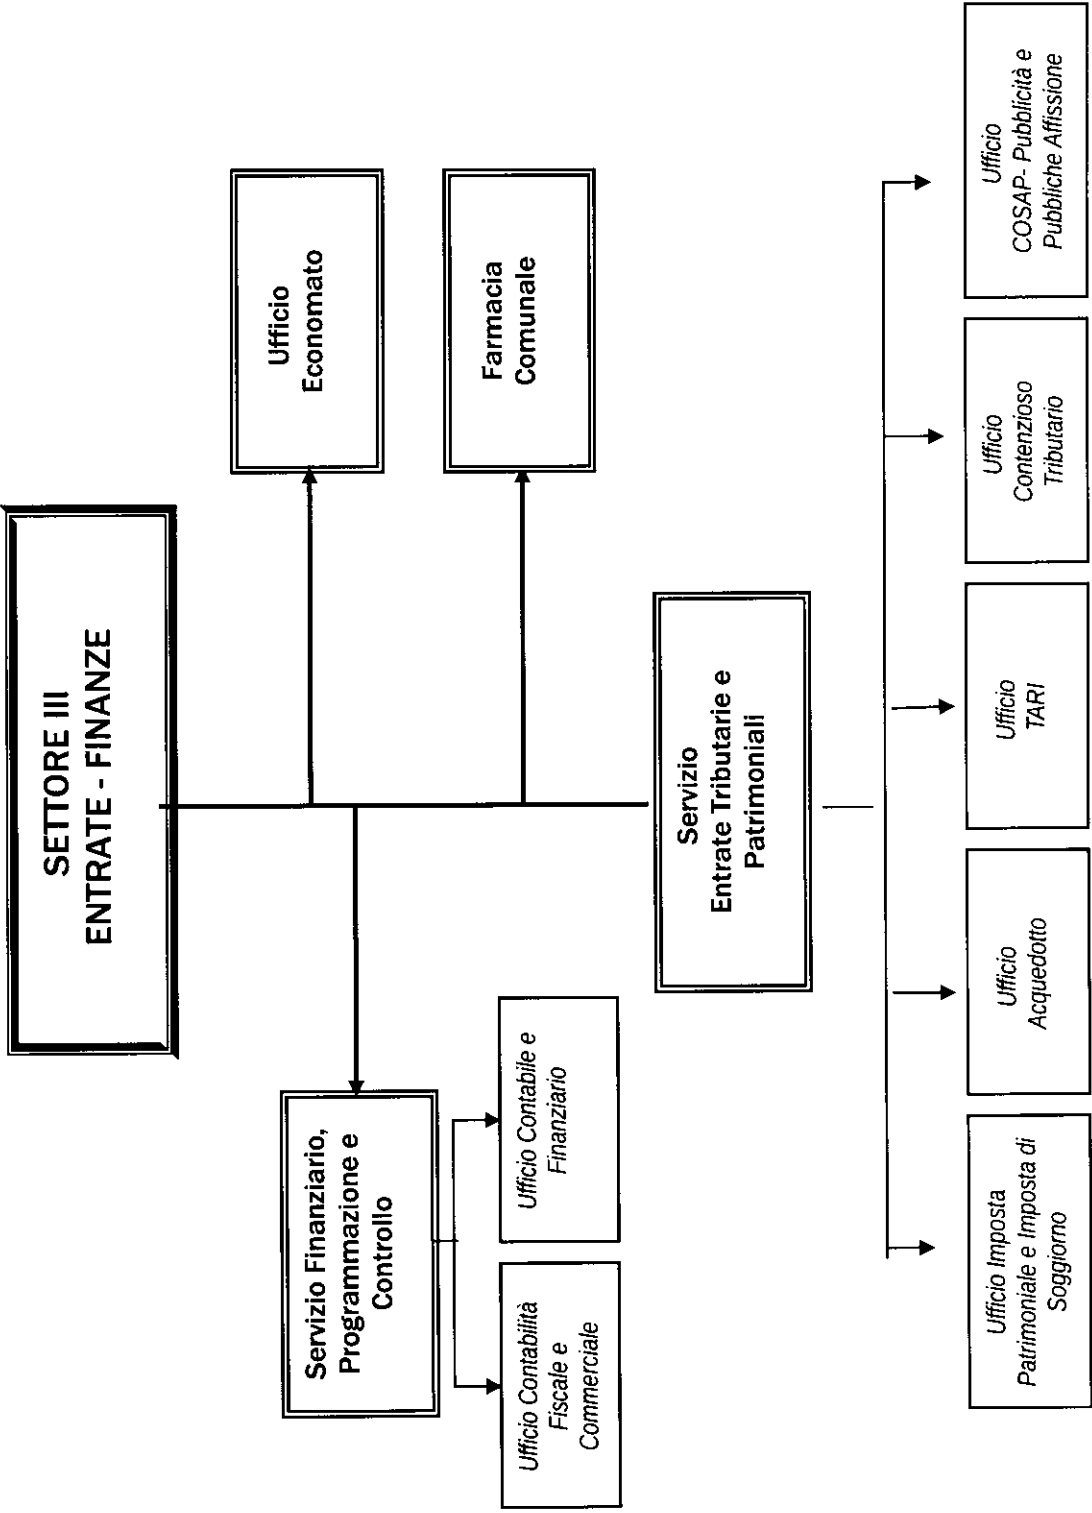 SETTORE III
ENTRATE - FINANZE
Ufficio
Economato
Servizio Finanziario,
Programmazione e
Controllo
Farmacia
Comunale
Ufficio Contabilità
Fiscale e
Commerciale
Ufficio Contabile e
Finanziario
Servizio
Entrate Tributarie e
Patrimoniali
Ufficio Imposta
Patrimoniale e Imposta di
Soggiorno
Ufficio
Acquedotto
Ufficio
TARI
Ufficio
Contenzioso
Tributario
Ufficio
COSAP- Pubblicità e
Pubbliche Affissione